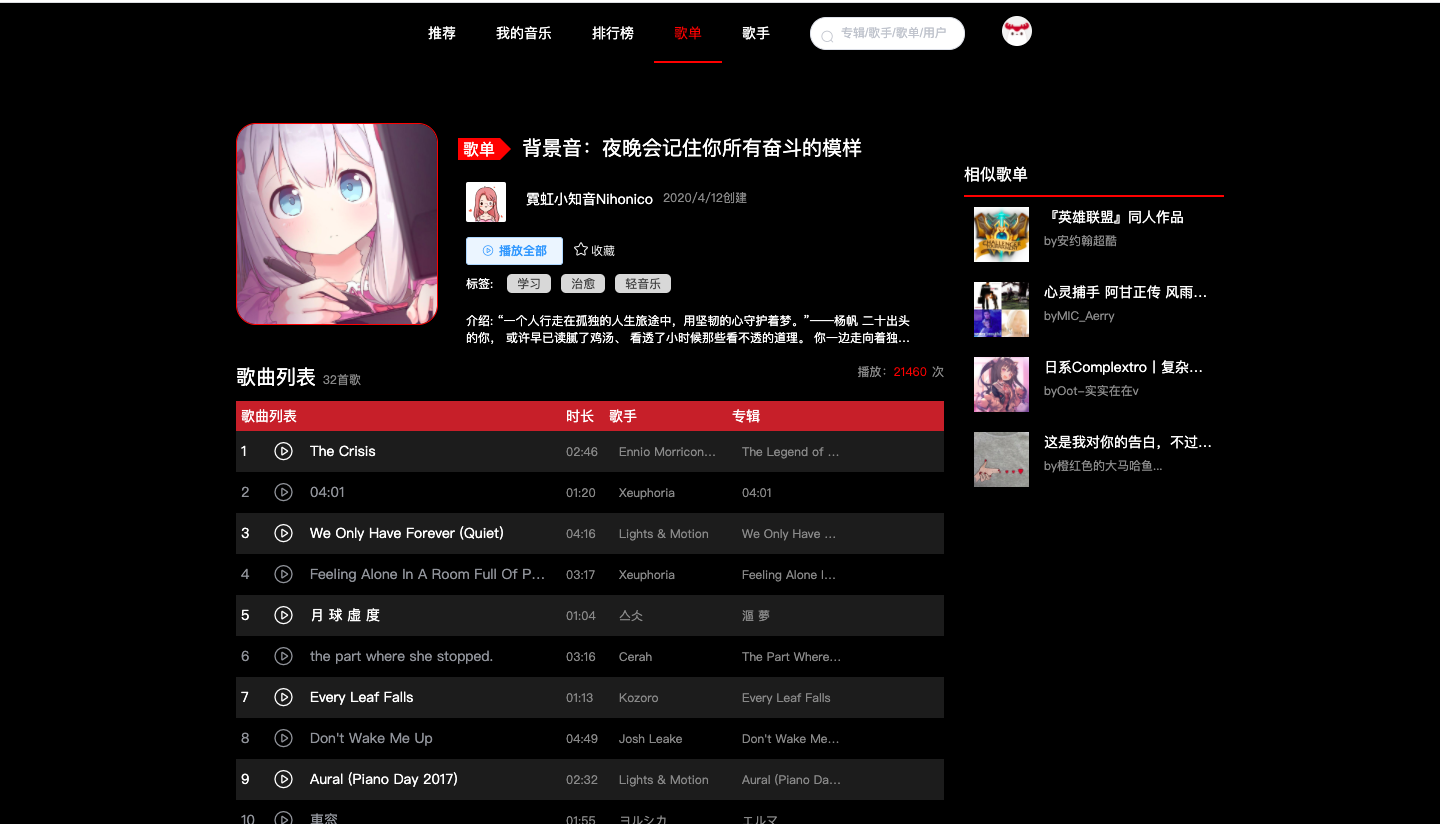 推荐 我的音乐 排行榜 歌单 歌手 专辑/歌手/歌单/用户
歌单 背景音：夜晚会记住你所有奋斗的模样
霓虹小知音Nihonico 2020/4/12创建
播放全部 收藏
标签: 学习 治愈 轻音乐
介绍: “一个人行走在孤独的人生旅途中，用坚韧的心守护着梦。”——杨帆 二十出头
的你， 或许早已读腻了鸡汤、 看透了小时候那些看不透的道理。 你一边走向着独...
歌曲列表 32首歌 播放：21460 次
歌曲列表 时长 歌手 专辑
1 The Crisis 02:46 Ennio Morricon... The Legend of ...
2 04:01 01:20 Xeuphoria 04:01
3 We Only Have Forever (Quiet) 04:16 Lights & Motion We Only Have ...
4 Feeling Alone In A Room Full Of P... 03:17 Xeuphoria Feeling Alone I...
5 月 球 虚 度 01:04
6 the part where she stopped. 03:16 Cerah The Part Where...
7 Every Leaf Falls 01:13 Kozoro Every Leaf Falls
8 Don't Wake Me Up 04:49 Josh Leake Don't Wake Me...
9 Aural (Piano Day 2017) 02:32 Lights & Motion Aural (Piano Da...
10 車窓 01:55 ヨルシカ エルマ
相似歌单
『英雄联盟』同人作品
by安约翰超酷
心灵捕手 阿甘正传 风雨...
byMIC_Aerry
日系Complextro丨复杂...
byOot-实实在在v
这是我对你的告白，不过...
by橙红色的大马哈鱼...